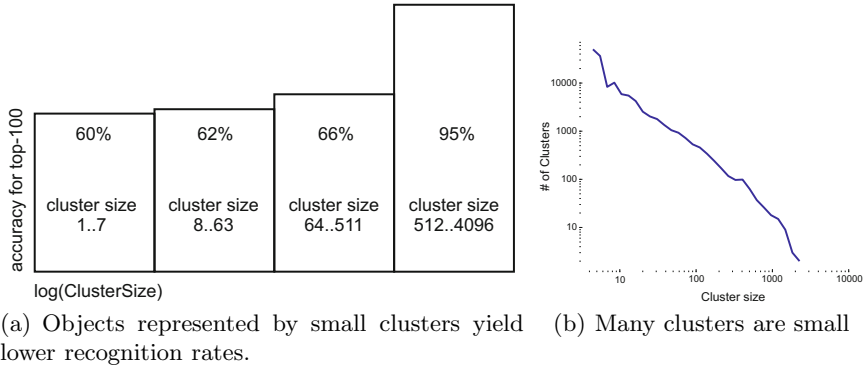 accuracy for top-100
60%
62%
66%
95%
cluster size
1..7
cluster size
8..63
cluster size
64..511
cluster size
512..4096
log(ClusterSize)
(a) Objects represented by small clusters yield
lower recognition rates.
# of Clusters
10000
1000
100
10
10
100
1000
10000
Cluster size
(b) Many clusters are small